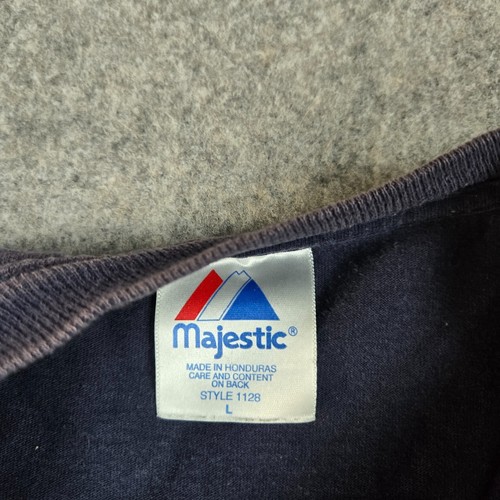 Majestic®
MADE IN HONDURAS
CARE AND CONTENT
ON BACK
STYLE 1128
L